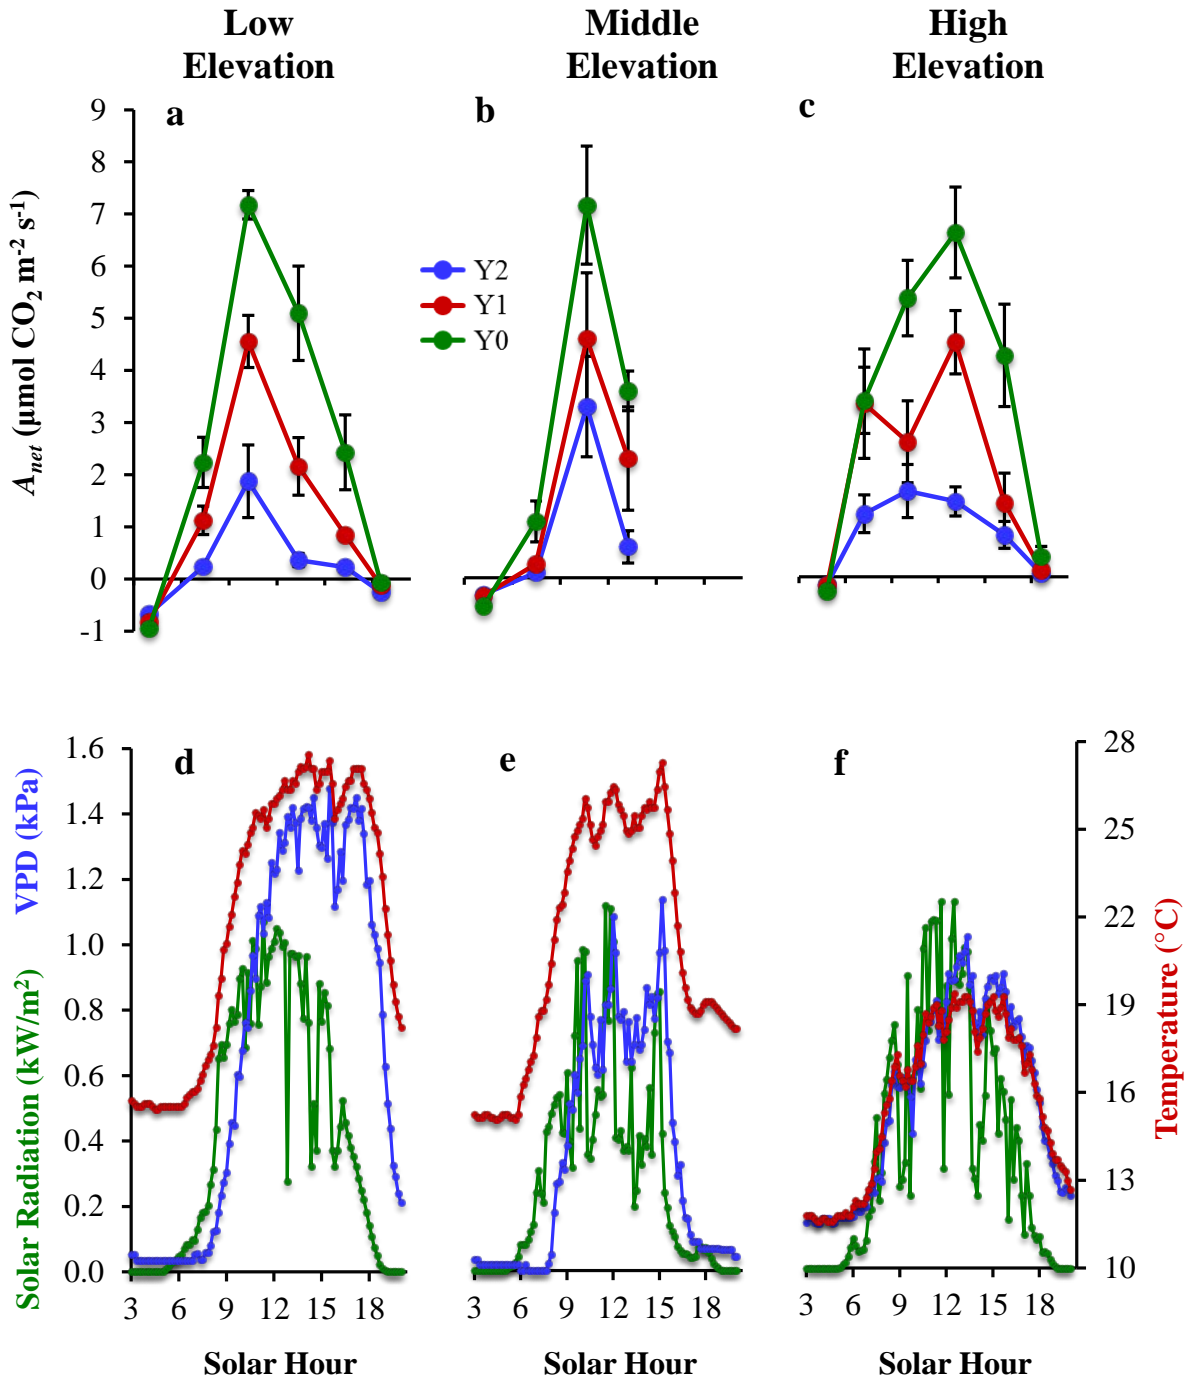 Low
Elevation
Middle
Elevation
High
Elevation
a
b
c
9
8
7
6
5
4
3
2
1
0
-1
A_net (μmol CO₂ m⁻² s⁻¹)
Y2
Y1
Y0
d
e
f
1.6
1.4
1.2
1.0
0.8
0.6
0.4
0.2
0.0
Solar Radiation (kW/m²)
VPD (kPa)
28
25
22
19
16
13
10
Temperature (°C)
3 6 9 12 15 18
3 6 9 12 15 18
3 6 9 12 15 18
Solar Hour
Solar Hour
Solar Hour